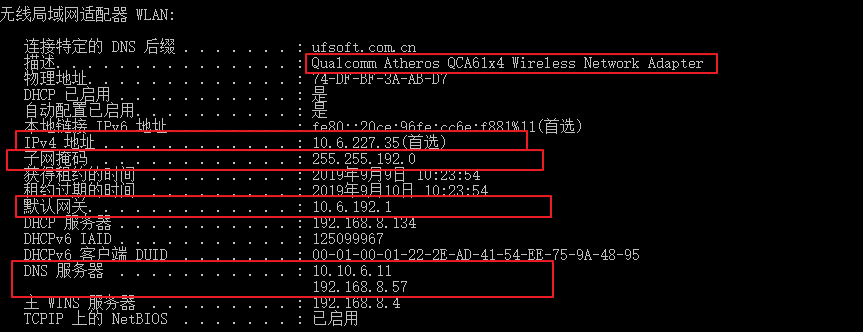 无线局域网适配器 WLAN:
连接特定的 DNS 后缀 . . . . . . . : ufsoft.com.cn
描述. . . . . . . . . . . . . . . : Qualcomm Atheros QCA61x4 Wireless Network Adapter
物理地址. . . . . . . . . . . . . : 74-DF-BF-3A-AB-D7
DHCP 已启用 . . . . . . . . . . . : 是
自动配置已启用. . . . . . . . . . : 是
本地链接 IPv6 地址. . . . . . . . : fe80::20ce:96fe:cc6e:f881%11(首选)
IPv4 地址 . . . . . . . . . . . . : 10.6.227.35(首选)
子网掩码 . . . . . . . . . . . . : 255.255.192.0
获得租约的时间 . . . . . . . . . : 2019年9月9日 10:23:54
租约过期的时间 . . . . . . . . . : 2019年9月10日 10:23:54
默认网关. . . . . . . . . . . . . : 10.6.192.1
DHCP 服务器 . . . . . . . . . . . : 192.168.8.134
DHCPv6 IAID . . . . . . . . . . . : 125099967
DHCPv6 客户端 DUID . . . . . . . : 00-01-00-01-22-2E-AD-41-54-EE-75-9A-48-95
DNS 服务器 . . . . . . . . . . . : 10.10.6.11
192.168.8.57
主 WINS 服务器 . . . . . . . . . : 192.168.8.4
TCPIP 上的 NetBIOS . . . . . . . : 已启用